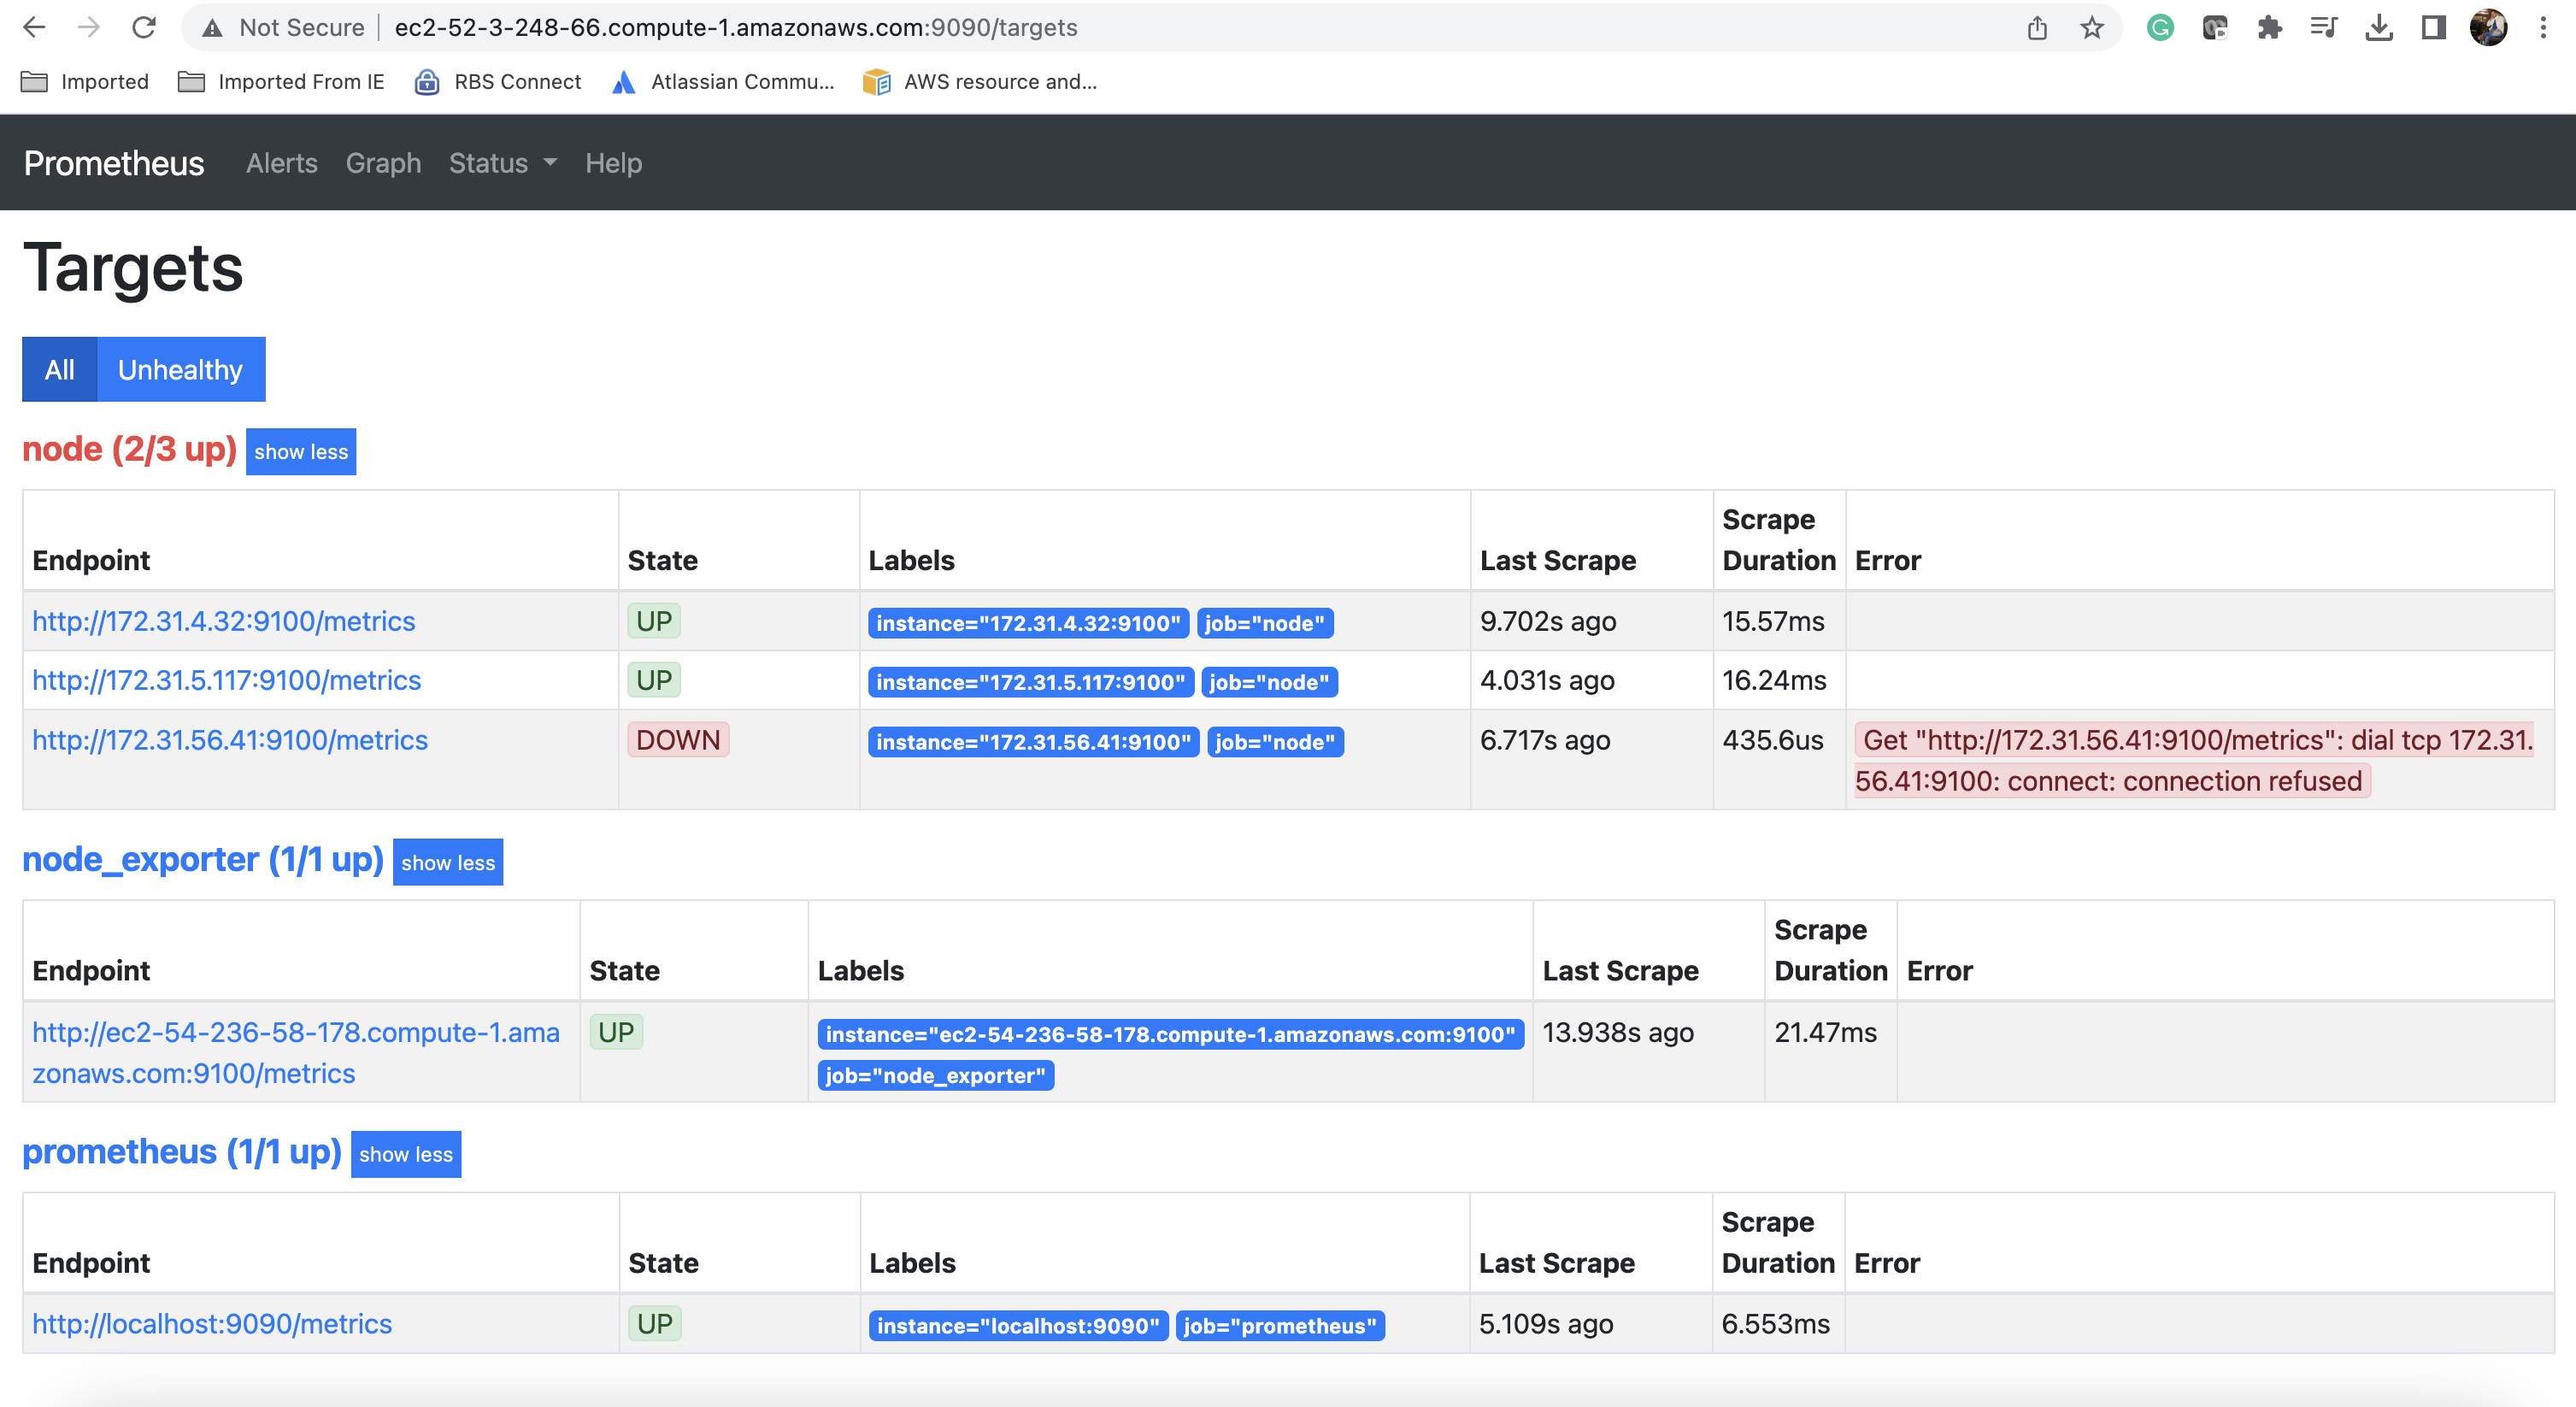 Not Secure ec2-52-3-248-66.compute-1.amazonaws.com:9090/targets
Imported Imported From IE RBS Connect Atlassian Commu... AWS resource and...
Prometheus Alerts Graph Status Help
Targets
All Unhealthy
node (2/3 up) show less
Endpoint State Labels Last Scrape Scrape Duration Error
http://172.31.4.32:9100/metrics UP instance="172.31.4.32:9100" job="node" 9.702s ago 15.57ms
http://172.31.5.117:9100/metrics UP instance="172.31.5.117:9100" job="node" 4.031s ago 16.24ms
http://172.31.56.41:9100/metrics DOWN instance="172.31.56.41:9100" job="node" 6.717s ago 435.6us Get "http://172.31.56.41:9100/metrics": dial tcp 172.31.
56.41:9100: connect: connection refused
node_exporter (1/1 up) show less
Endpoint State Labels Last Scrape Scrape Duration Error
http://ec2-54-236-58-178.compute-1.ama UP instance="ec2-54-236-58-178.compute-1.amazonaws.com:9100" 13.938s ago 21.47ms
zonaws.com:9100/metrics job="node_exporter"
prometheus (1/1 up) show less
Endpoint State Labels Last Scrape Scrape Duration Error
http://localhost:9090/metrics UP instance="localhost:9090" job="prometheus" 5.109s ago 6.553ms